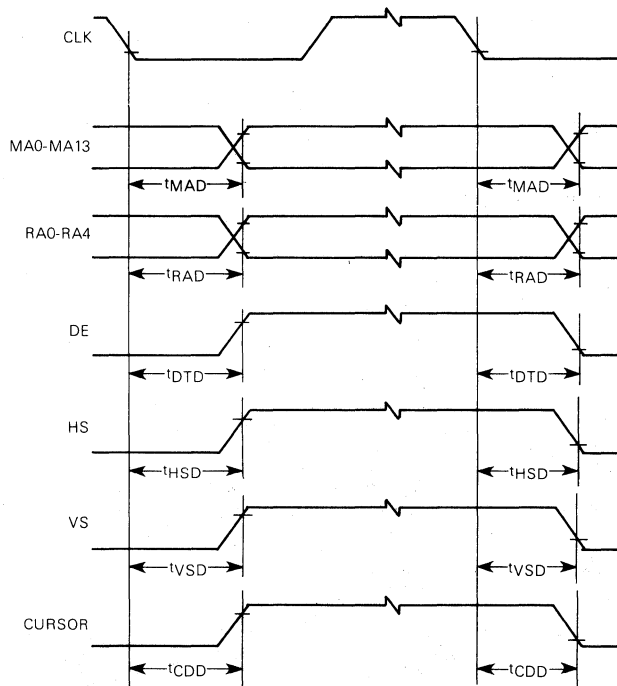 CLK
MA0-MA13
tMAD tMAD
RA0-RA4
tRAD tRAD
DE
tDTD tDTD
HS
tHSD tHSD
VS
tVSD tVSD
CURSOR
tCDD tCDD